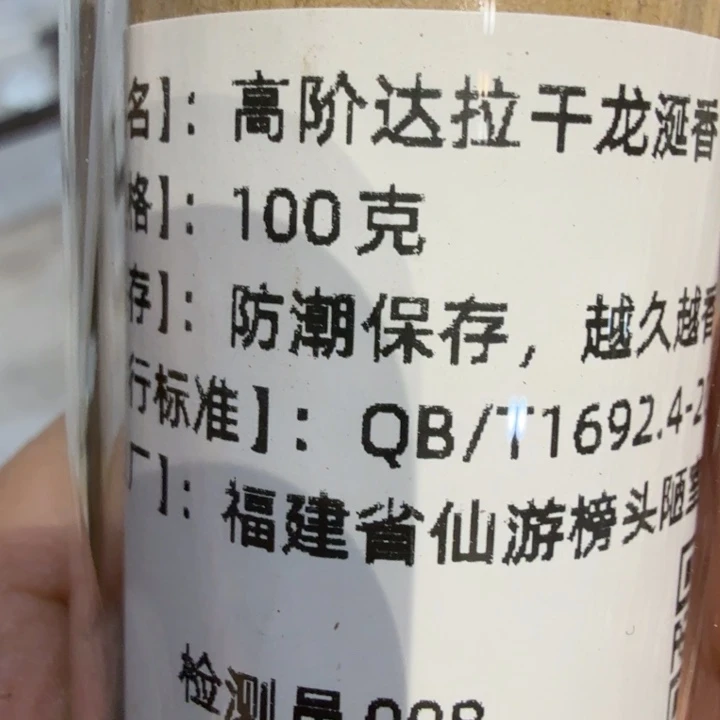 名】：高阶达拉干龙涎香
格】：100克
存】：防潮保存，越久越香
行标准】：QB/T1692.4-2
厂】：福建省仙游榜头陋室
检测员008